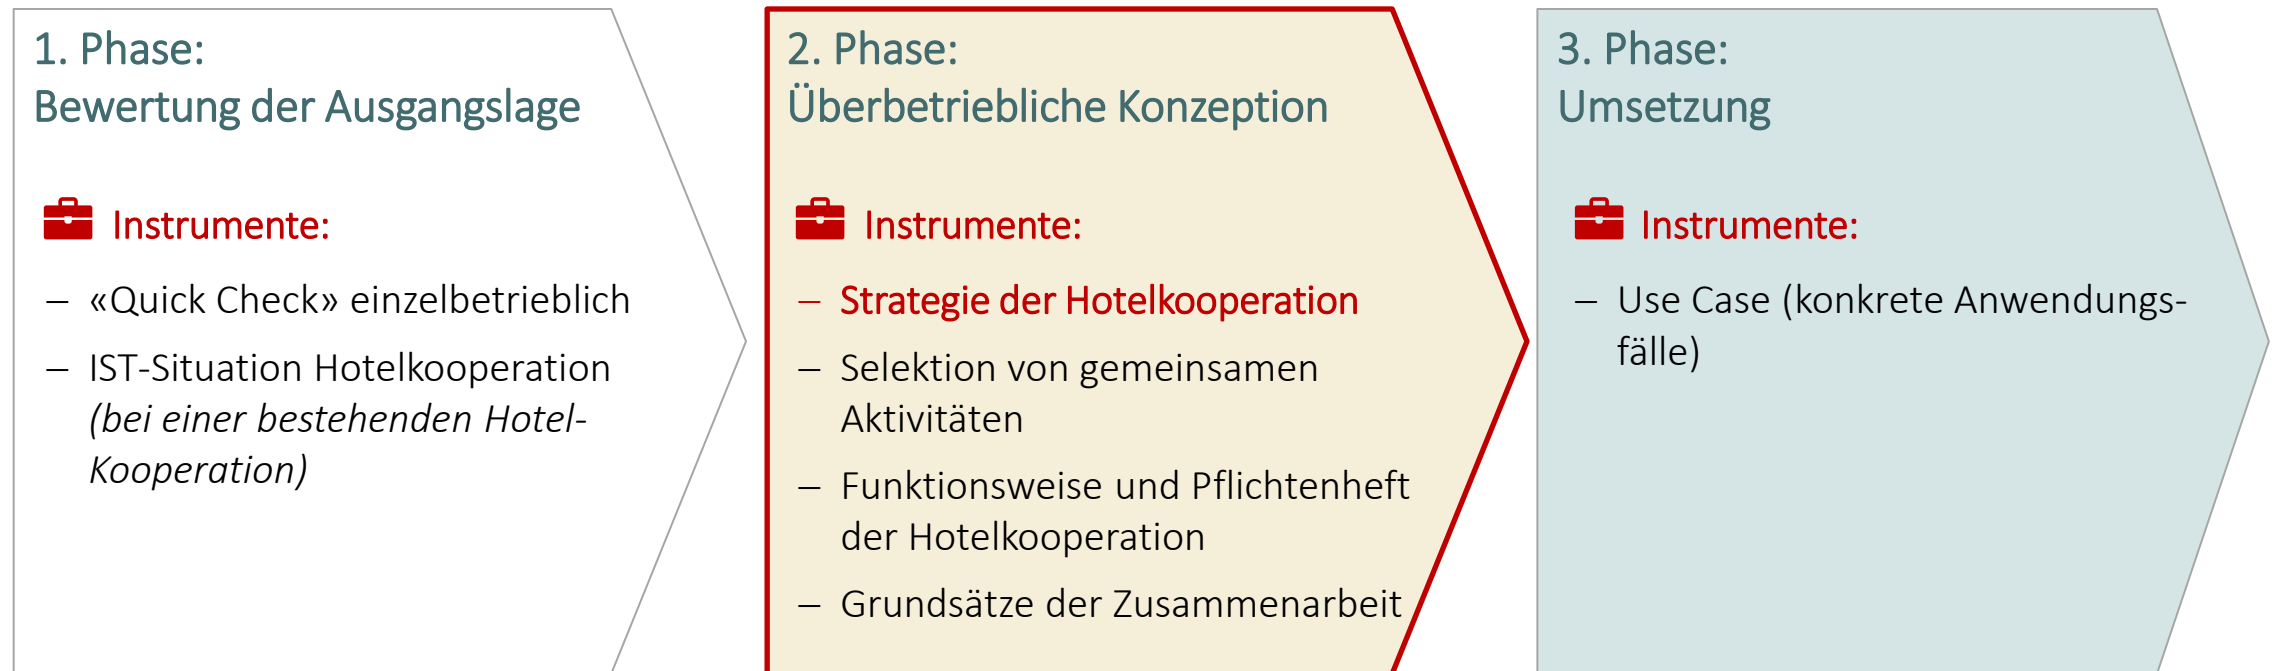 1. Phase:
Bewertung der Ausgangslage
Instrumente:
– «Quick Check» einzelbetrieblich
– IST-Situation Hotelkooperation
(bei einer bestehenden Hotel-
Kooperation)
2. Phase:
Überbetriebliche Konzeption
Instrumente:
– Strategie der Hotelkooperation
– Selektion von gemeinsamen
Aktivitäten
– Funktionsweise und Pflichtenheft
der Hotelkooperation
– Grundsätze der Zusammenarbeit
3. Phase:
Umsetzung
Instrumente:
– Use Case (konkrete Anwendungs-
fälle)